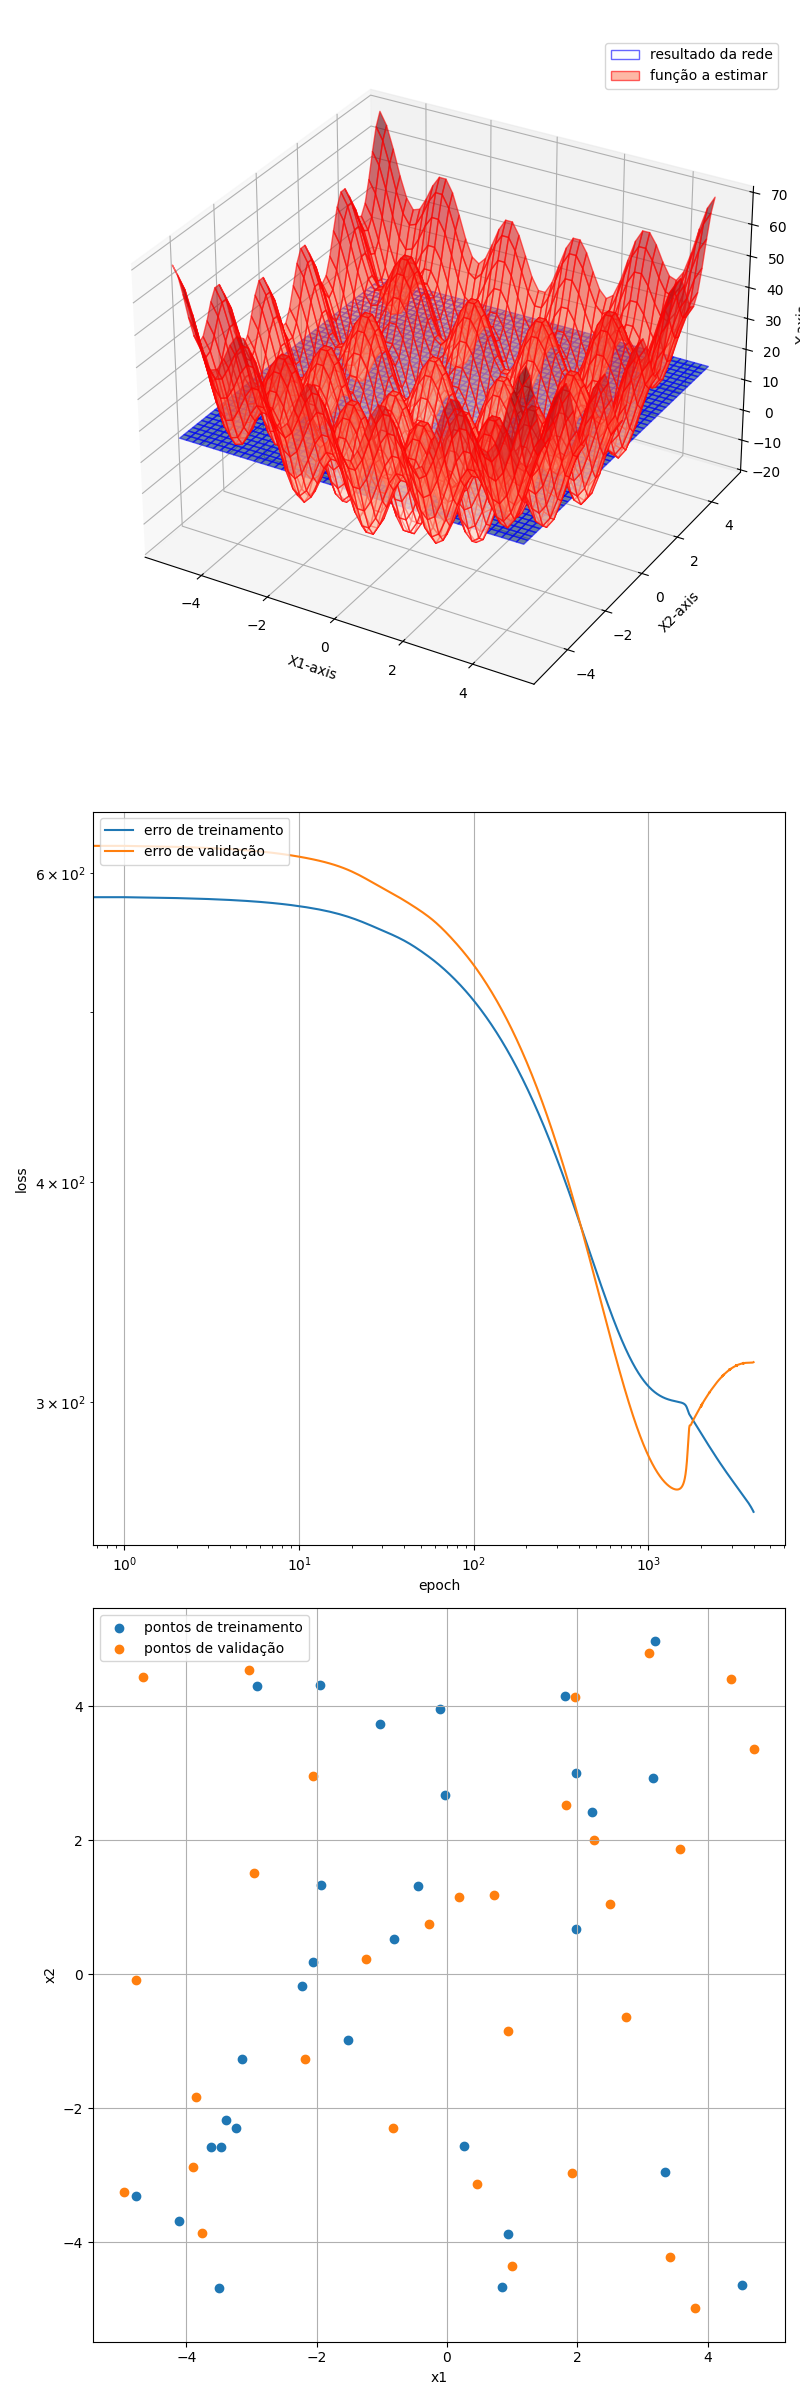 resultado da rede
função a estimar
70
60
50
40
30
20
10
0
−10
−20
−4
−2
0
2
4
X1-axis
−4
−2
0
2
4
X2-axis
erro de treinamento
erro de validação
6 × 10²
4 × 10²
3 × 10²
loss
10⁰
10¹
10²
10³
epoch
pontos de treinamento
pontos de validação
4
2
0
−2
−4
x2
−4
−2
0
2
4
x1